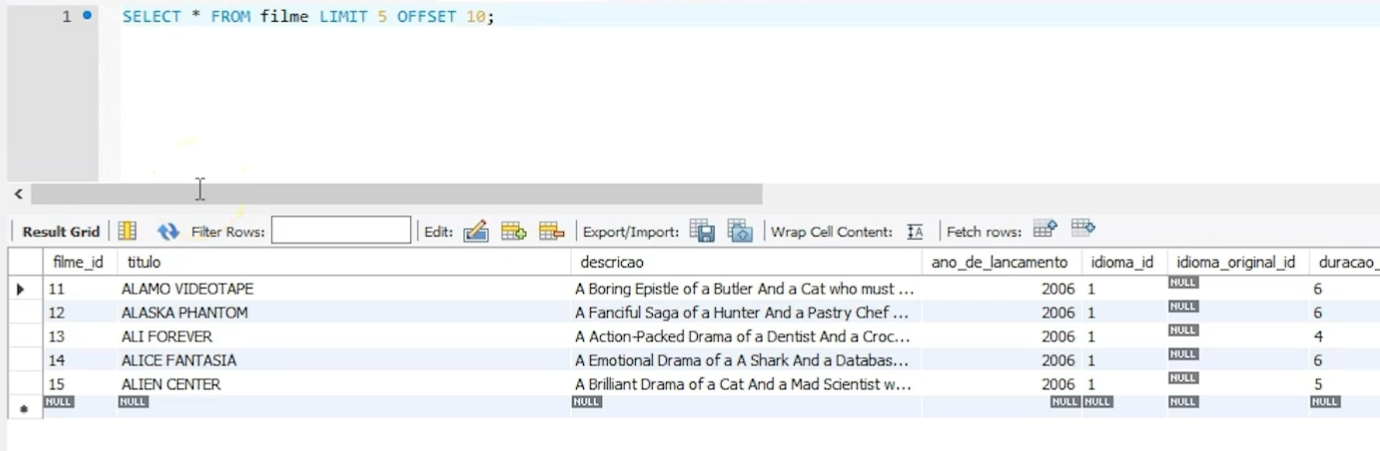 1 SELECT * FROM filme LIMIT 5 OFFSET 10;
Result Grid Filter Rows: Edit: Export/Import: Wrap Cell Content: Fetch rows:
filme_id titulo descricao ano_de_lancamento idioma_id idioma_original_id duracao_
11 ALAMO VIDEOTAPE A Boring Epistle of a Butler And a Cat who must ... 2006 1 NULL 6
12 ALASKA PHANTOM A Fanciful Saga of a Hunter And a Pastry Chef ... 2006 1 NULL 6
13 ALI FOREVER A Action-Packed Drama of a Dentist And a Croc... 2006 1 NULL 4
14 ALICE FANTASIA A Emotional Drama of a A Shark And a Databas... 2006 1 NULL 6
15 ALIEN CENTER A Brilliant Drama of a Cat And a Mad Scientist w... 2006 1 NULL 5
NULL NULL NULL NULL NULL NULL NULL